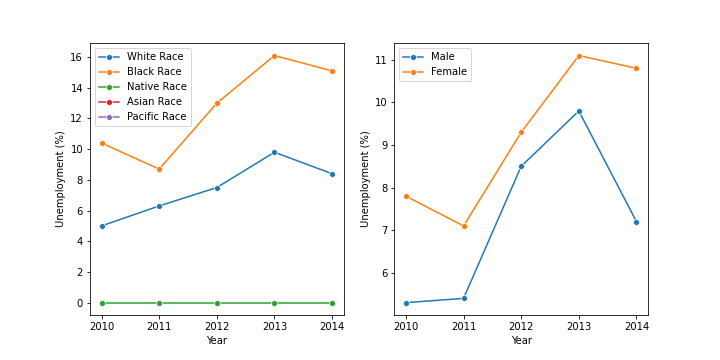 White Race
Black Race
Native Race
Asian Race
Pacific Race
16
14
12
10
8
6
4
2
0
Unemployment (%)
2010 2011 2012 2013 2014
Year
Male
Female
11
10
9
8
7
6
Unemployment (%)
2010 2011 2012 2013 2014
Year